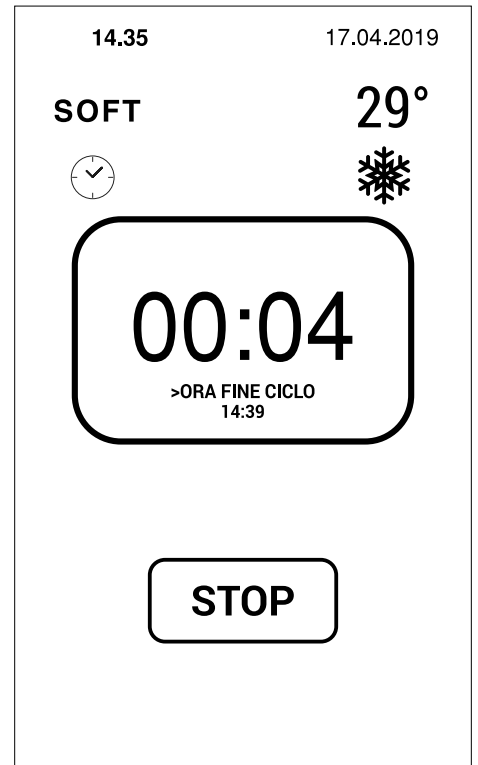 14.35 17.04.2019
SOFT 29°
00:04
>ORA FINE CICLO
14:39
STOP